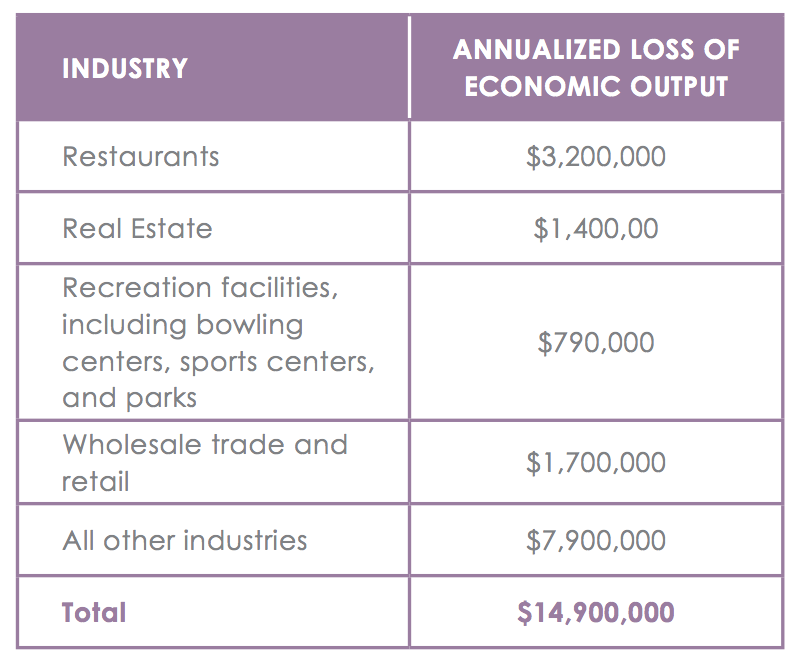 INDUSTRY
ANNUALIZED LOSS OF
ECONOMIC OUTPUT
Restaurants
$3,200,000
Real Estate
$1,400,00
Recreation facilities,
including bowling
centers, sports centers,
and parks
$790,000
Wholesale trade and
retail
$1,700,000
All other industries
$7,900,000
Total
$14,900,000